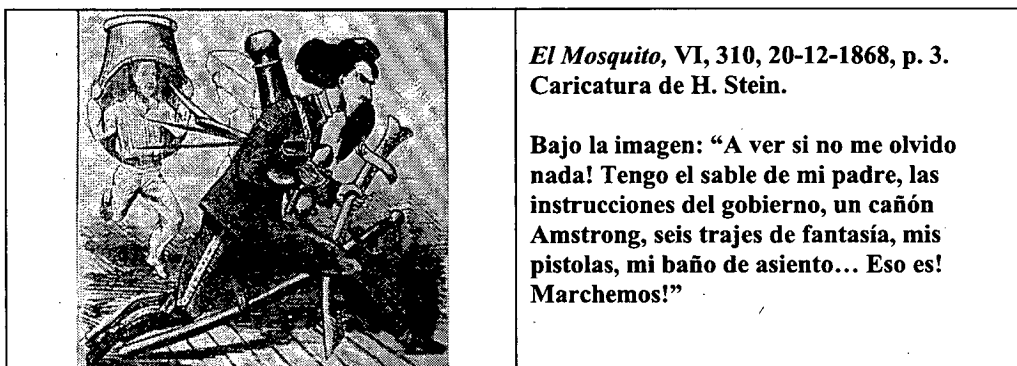 El Mosquito, VI, 310, 20-12-1868, p. 3.
Caricatura de H. Stein.
Bajo la imagen: “A ver si no me olvido
nada! Tengo el sable de mi padre, las
instrucciones del gobierno, un cañón
Amstrong, seis trajes de fantasía, mis
pistolas, mi baño de asiento... Eso es!
Marchemos!”